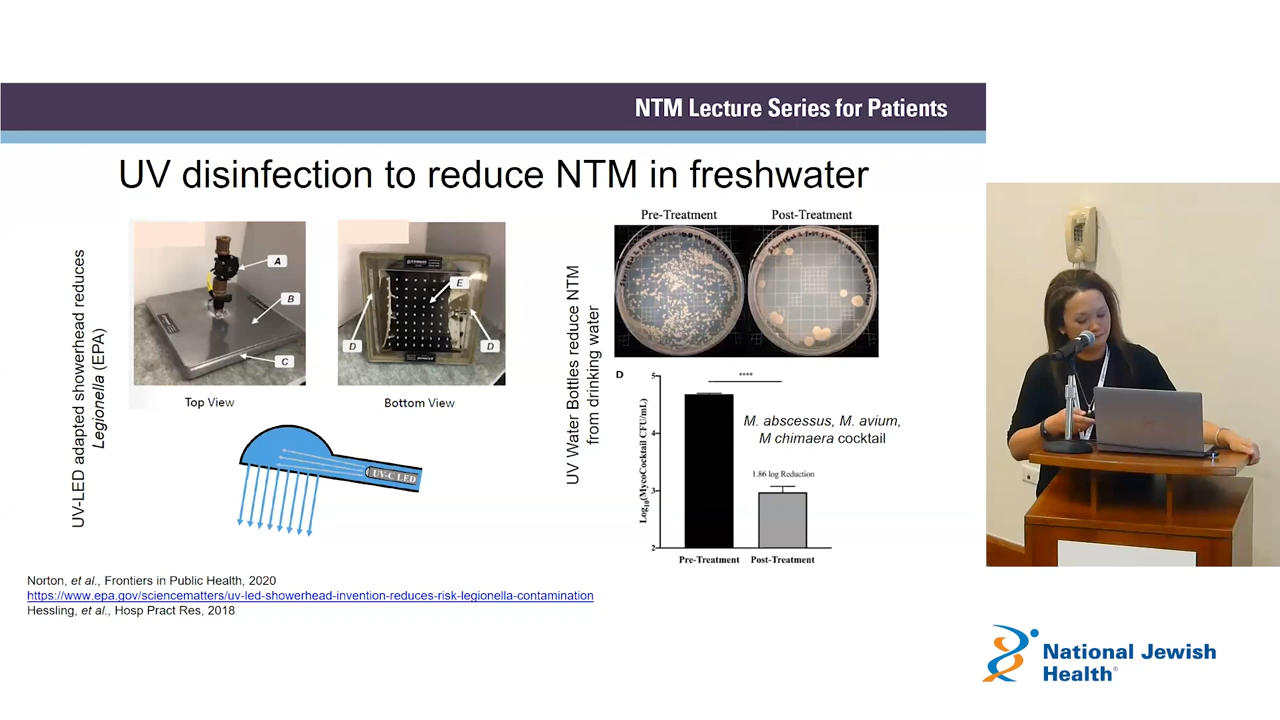 NTM Lecture Series for Patients
UV disinfection to reduce NTM in freshwater
UV-LED adapted showerhead reduces
Legionella (EPA)
A
B
C
Top View
E
D
D
Bottom View
UV-C LED
UV Water Bottles reduce NTM
from drinking water
Pre-Treatment
Post-Treatment
D
5
4
3
2
Log10(MycoCocktail CFU/mL)
****
M. abscessus, M. avium,
M chimaera cocktail
1.86 log Reduction
Pre-Treatment
Post-Treatment
Norton, et al., Frontiers in Public Health, 2020
https://www.epa.gov/sciencematters/uv-led-showerhead-invention-reduces-risk-legionella-contamination
Hessling, et al., Hosp Pract Res, 2018
National Jewish
Health®